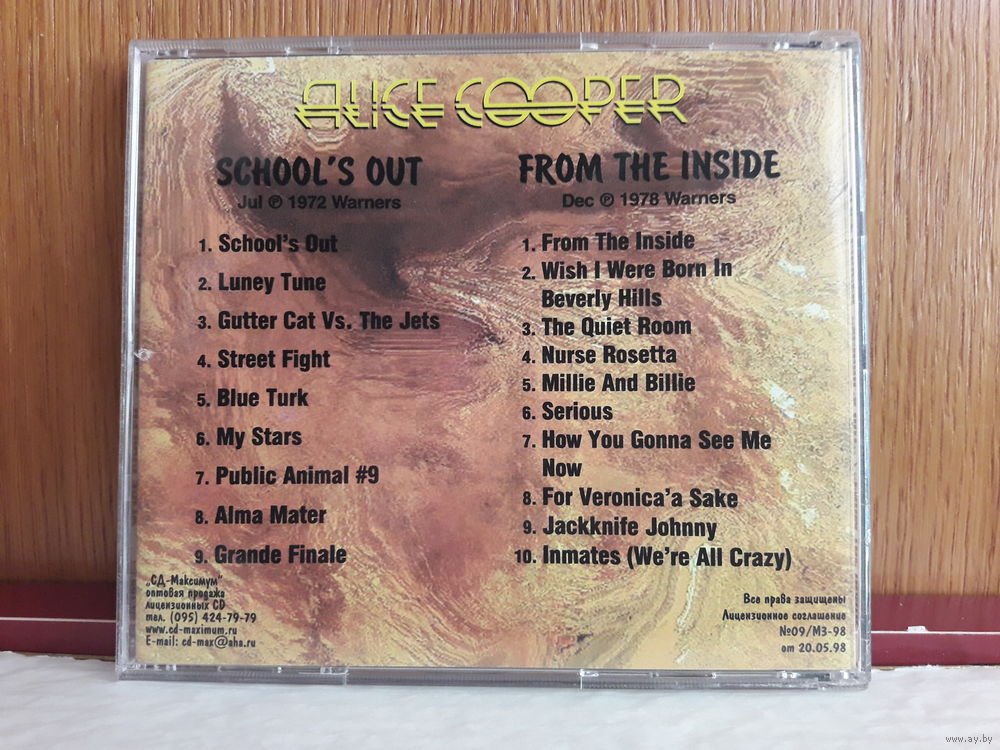 ALICE COOPER
SCHOOL'S OUT
Jul ℗ 1972 Warners
1. School's Out
2. Luney Tune
3. Gutter Cat Vs. The Jets
4. Street Fight
5. Blue Turk
6. My Stars
7. Public Animal #9
8. Alma Mater
9. Grande Finale
FROM THE INSIDE
Dec ℗ 1978 Warners
1. From The Inside
2. Wish I Were Born In
Beverly Hills
3. The Quiet Room
4. Nurse Rosetta
5. Millie And Billie
6. Serious
7. How You Gonna See Me
Now
8. For Veronica'a Sake
9. Jackknife Johnny
10. Inmates (We're All Crazy)
„СД-Максимум"
оптовая продажа
лицензионных CD
тел. (095) 424-79-79
www.cd-maximum.ru
E-mail: cd-max@aha.ru
Все права защищены
Лицензионное соглашение
№09/МЗ-98
от 20.05.98
www.ay.by